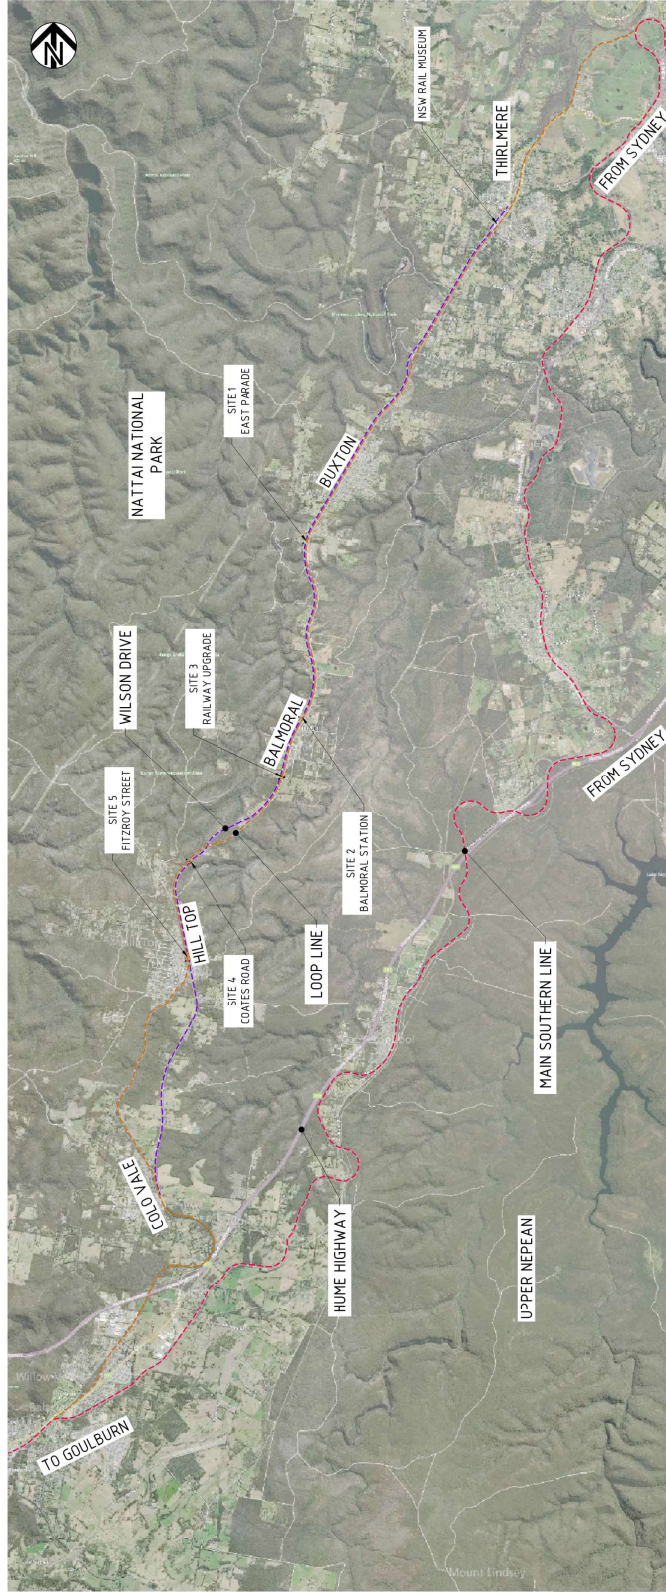 N
NSW RAIL MUSEUM
THIRLMERE
FROM SYDNEY
SITE 1
EAST PARADE
NATTAI NATIONAL
PARK
BUXTON
WILSON DRIVE
SITE 3
RAILWAY UPGRADE
BALMORAL
FROM SYDNEY
SITE 5
FITZROY STREET
SITE 2
BALMORAL STATION
HILL TOP
LOOP LINE
SITE 4
COATES ROAD
MAIN SOUTHERN LINE
COLO VALE
HUME HIGHWAY
UPPER NEPEAN
TO GOULBURN
Mount Lindsey